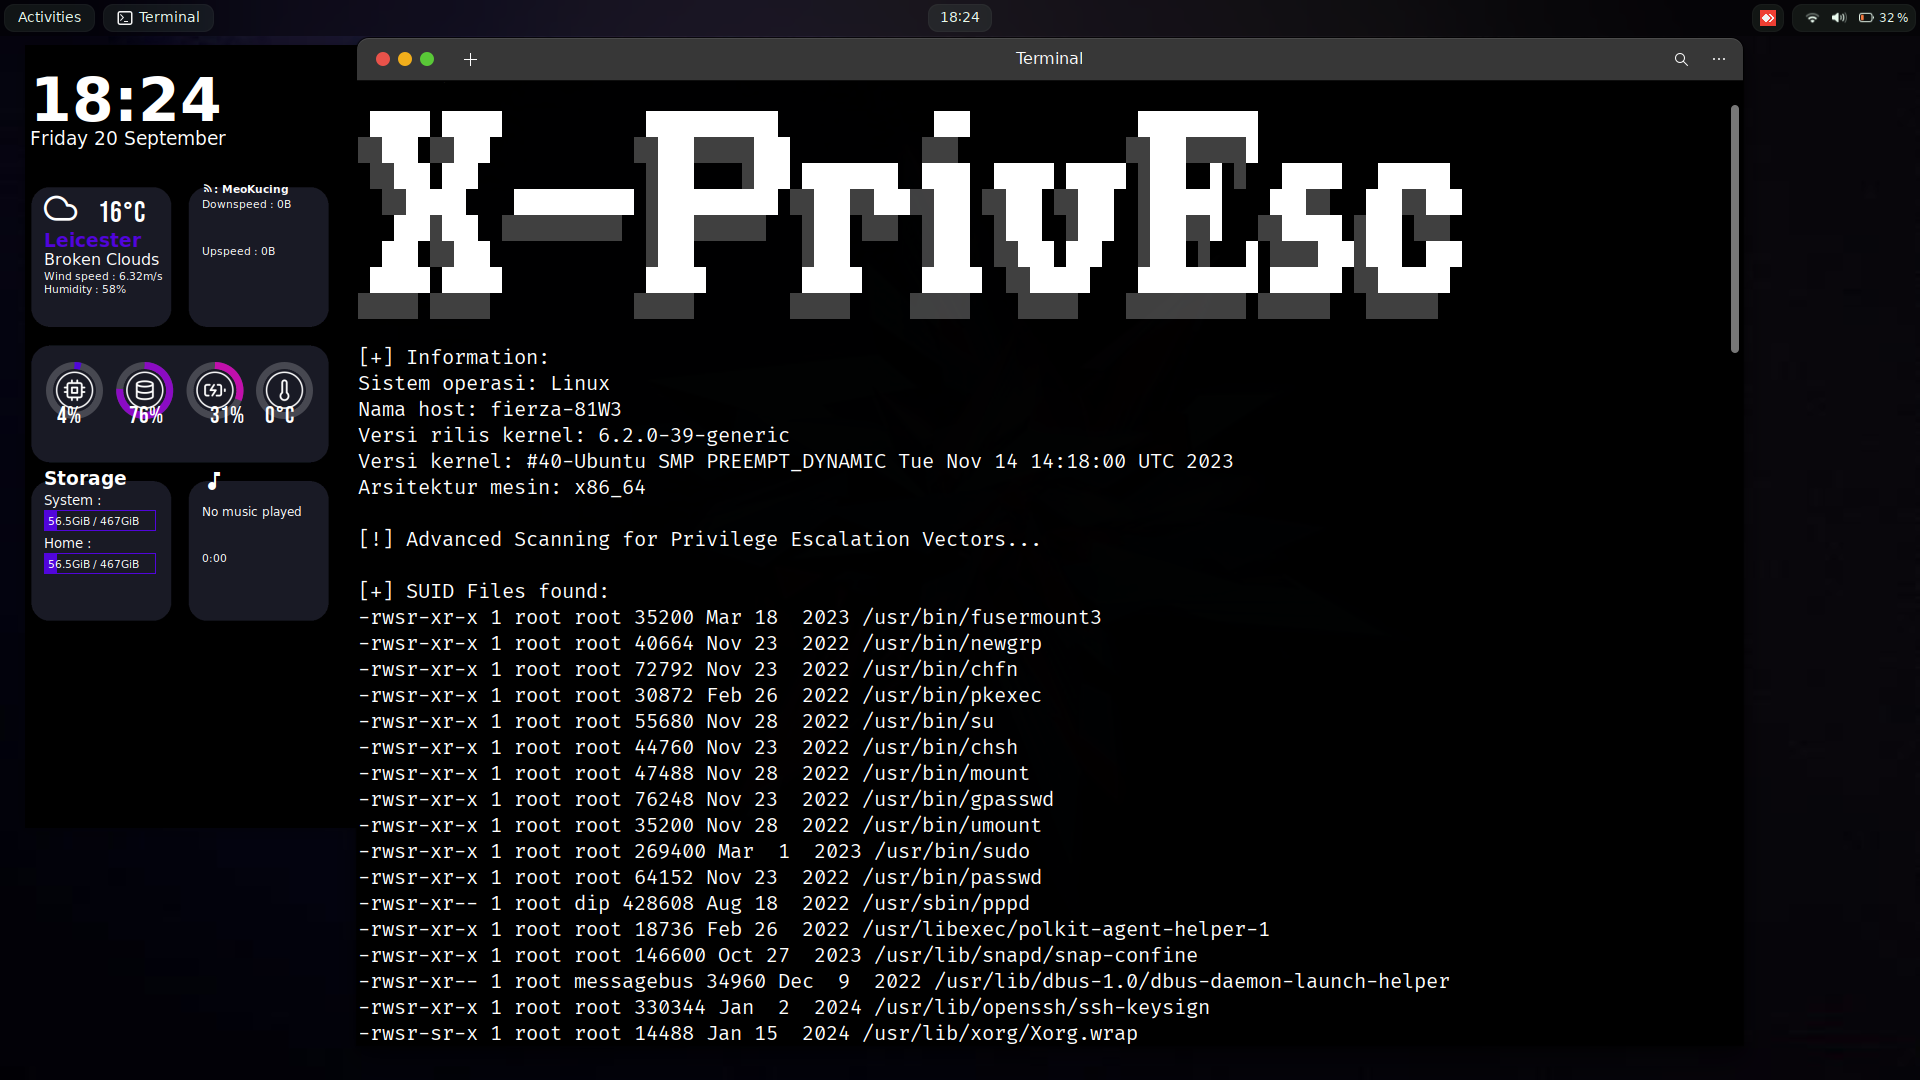 Activities
Terminal
18:24
32 %
18:24
Friday 20 September
16°C
Leicester
Broken Clouds
Wind speed : 6.32m/s
Humidity : 58%
: MeoKucing
Downspeed : 0B
Upspeed : 0B
4%
76%
31%
0°C
Storage
System :
56.5GiB / 467GiB
Home :
56.5GiB / 467GiB
No music played
0:00
Terminal
X-PrivEsc
[+] Information:
Sistem operasi: Linux
Nama host: fierza-81W3
Versi rilis kernel: 6.2.0-39-generic
Versi kernel: #40-Ubuntu SMP PREEMPT_DYNAMIC Tue Nov 14 14:18:00 UTC 2023
Arsitektur mesin: x86_64
[!] Advanced Scanning for Privilege Escalation Vectors...
[+] SUID Files found:
-rwsr-xr-x 1 root root 35200 Mar 18  2023 /usr/bin/fusermount3
-rwsr-xr-x 1 root root 40664 Nov 23  2022 /usr/bin/newgrp
-rwsr-xr-x 1 root root 72792 Nov 23  2022 /usr/bin/chfn
-rwsr-xr-x 1 root root 30872 Feb 26  2022 /usr/bin/pkexec
-rwsr-xr-x 1 root root 55680 Nov 28  2022 /usr/bin/su
-rwsr-xr-x 1 root root 44760 Nov 23  2022 /usr/bin/chsh
-rwsr-xr-x 1 root root 47488 Nov 28  2022 /usr/bin/mount
-rwsr-xr-x 1 root root 76248 Nov 23  2022 /usr/bin/gpasswd
-rwsr-xr-x 1 root root 35200 Nov 28  2022 /usr/bin/umount
-rwsr-xr-x 1 root root 269400 Mar  1  2023 /usr/bin/sudo
-rwsr-xr-x 1 root root 64152 Nov 23  2022 /usr/bin/passwd
-rwsr-xr-- 1 root dip 428608 Aug 18  2022 /usr/sbin/pppd
-rwsr-xr-x 1 root root 18736 Feb 26  2022 /usr/libexec/polkit-agent-helper-1
-rwsr-xr-x 1 root root 146600 Oct 27  2023 /usr/lib/snapd/snap-confine
-rwsr-xr-- 1 root messagebus 34960 Dec  9  2022 /usr/lib/dbus-1.0/dbus-daemon-launch-helper
-rwsr-xr-x 1 root root 330344 Jan  2  2024 /usr/lib/openssh/ssh-keysign
-rwsr-sr-x 1 root root 14488 Jan 15  2024 /usr/lib/xorg/Xorg.wrap